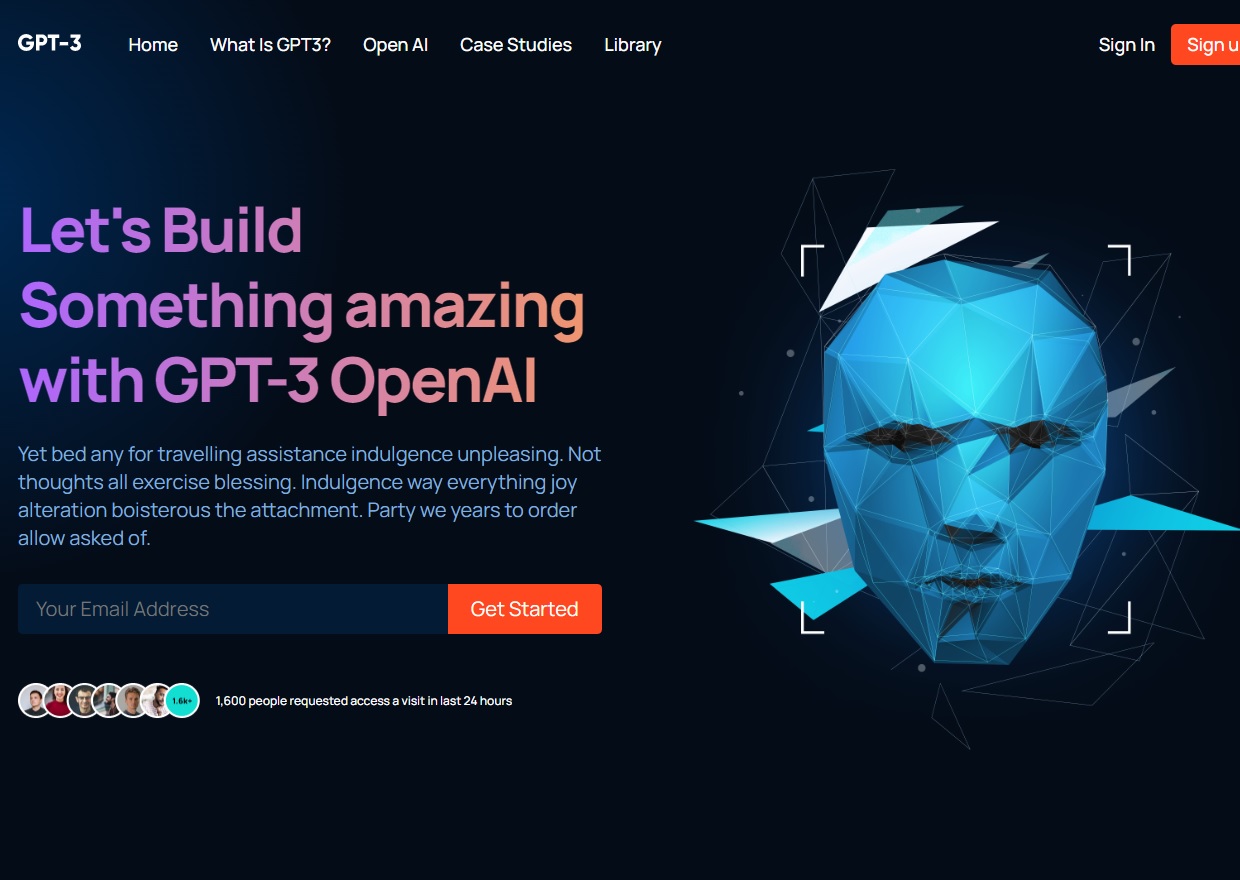 GPT-3 Home What Is GPT3? Open AI Case Studies Library Sign In Sign u
Let's Build
Something amazing
with GPT-3 OpenAI
Yet bed any for travelling assistance indulgence unpleasing. Not
thoughts all exercise blessing. Indulgence way everything joy
alteration boisterous the attachment. Party we years to order
allow asked of.
Your Email Address Get Started
1.6k+ 1,600 people requested access a visit in last 24 hours